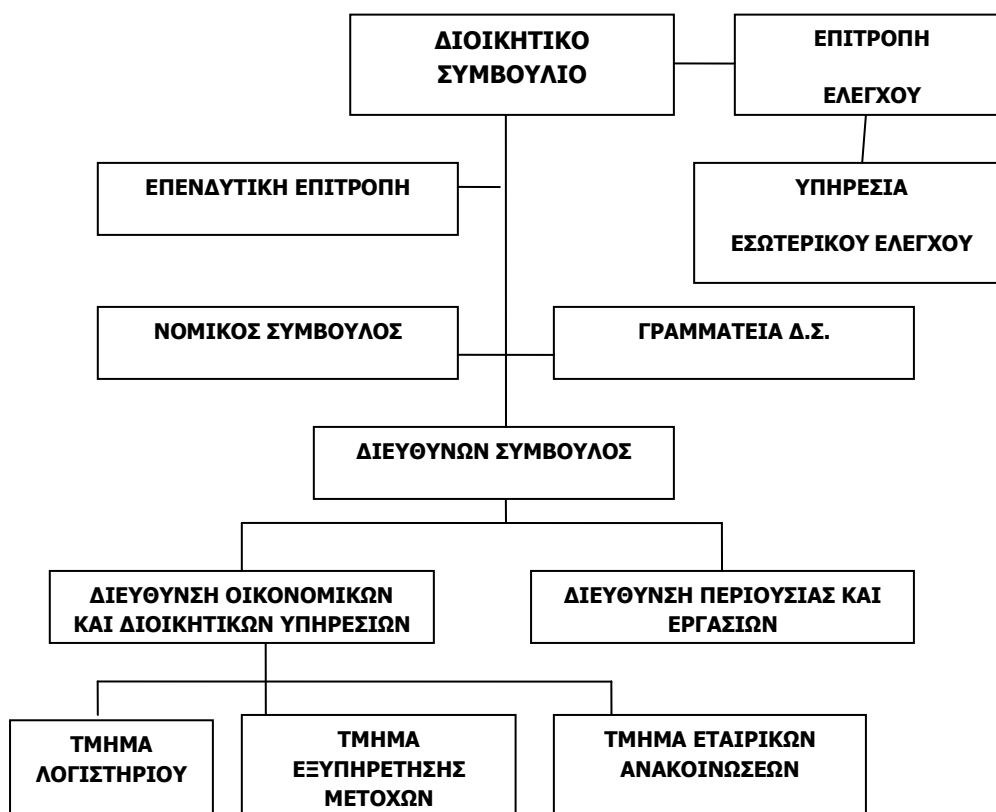 ΔΙΟΙΚΗΤΙΚΟ
ΣΥΜΒΟΥΛΙΟ
ΕΠΙΤΡΟΠΗ
ΕΛΕΓΧΟΥ
ΕΠΕΝΔΥΤΙΚΗ ΕΠΙΤΡΟΠΗ
ΥΠΗΡΕΣΙΑ
ΕΣΩΤΕΡΙΚΟΥ ΕΛΕΓΧΟΥ
ΝΟΜΙΚΟΣ ΣΥΜΒΟΥΛΟΣ
ΓΡΑΜΜΑΤΕΙΑ Δ.Σ.
ΔΙΕΥΘΥΝΩΝ ΣΥΜΒΟΥΛΟΣ
ΔΙΕΥΘΥΝΣΗ ΟΙΚΟΝΟΜΙΚΩΝ
ΚΑΙ ΔΙΟΙΚΗΤΙΚΩΝ ΥΠΗΡΕΣΙΩΝ
ΔΙΕΥΘΥΝΣΗ ΠΕΡΙΟΥΣΙΑΣ ΚΑΙ
ΕΡΓΑΣΙΩΝ
ΤΜΗΜΑ
ΛΟΓΙΣΤΗΡΙΟΥ
ΤΜΗΜΑ
ΕΞΥΠΗΡΕΤΗΣΗΣ
ΜΕΤΟΧΩΝ
ΤΜΗΜΑ ΕΤΑΙΡΙΚΩΝ
ΑΝΑΚΟΙΝΩΣΕΩΝ